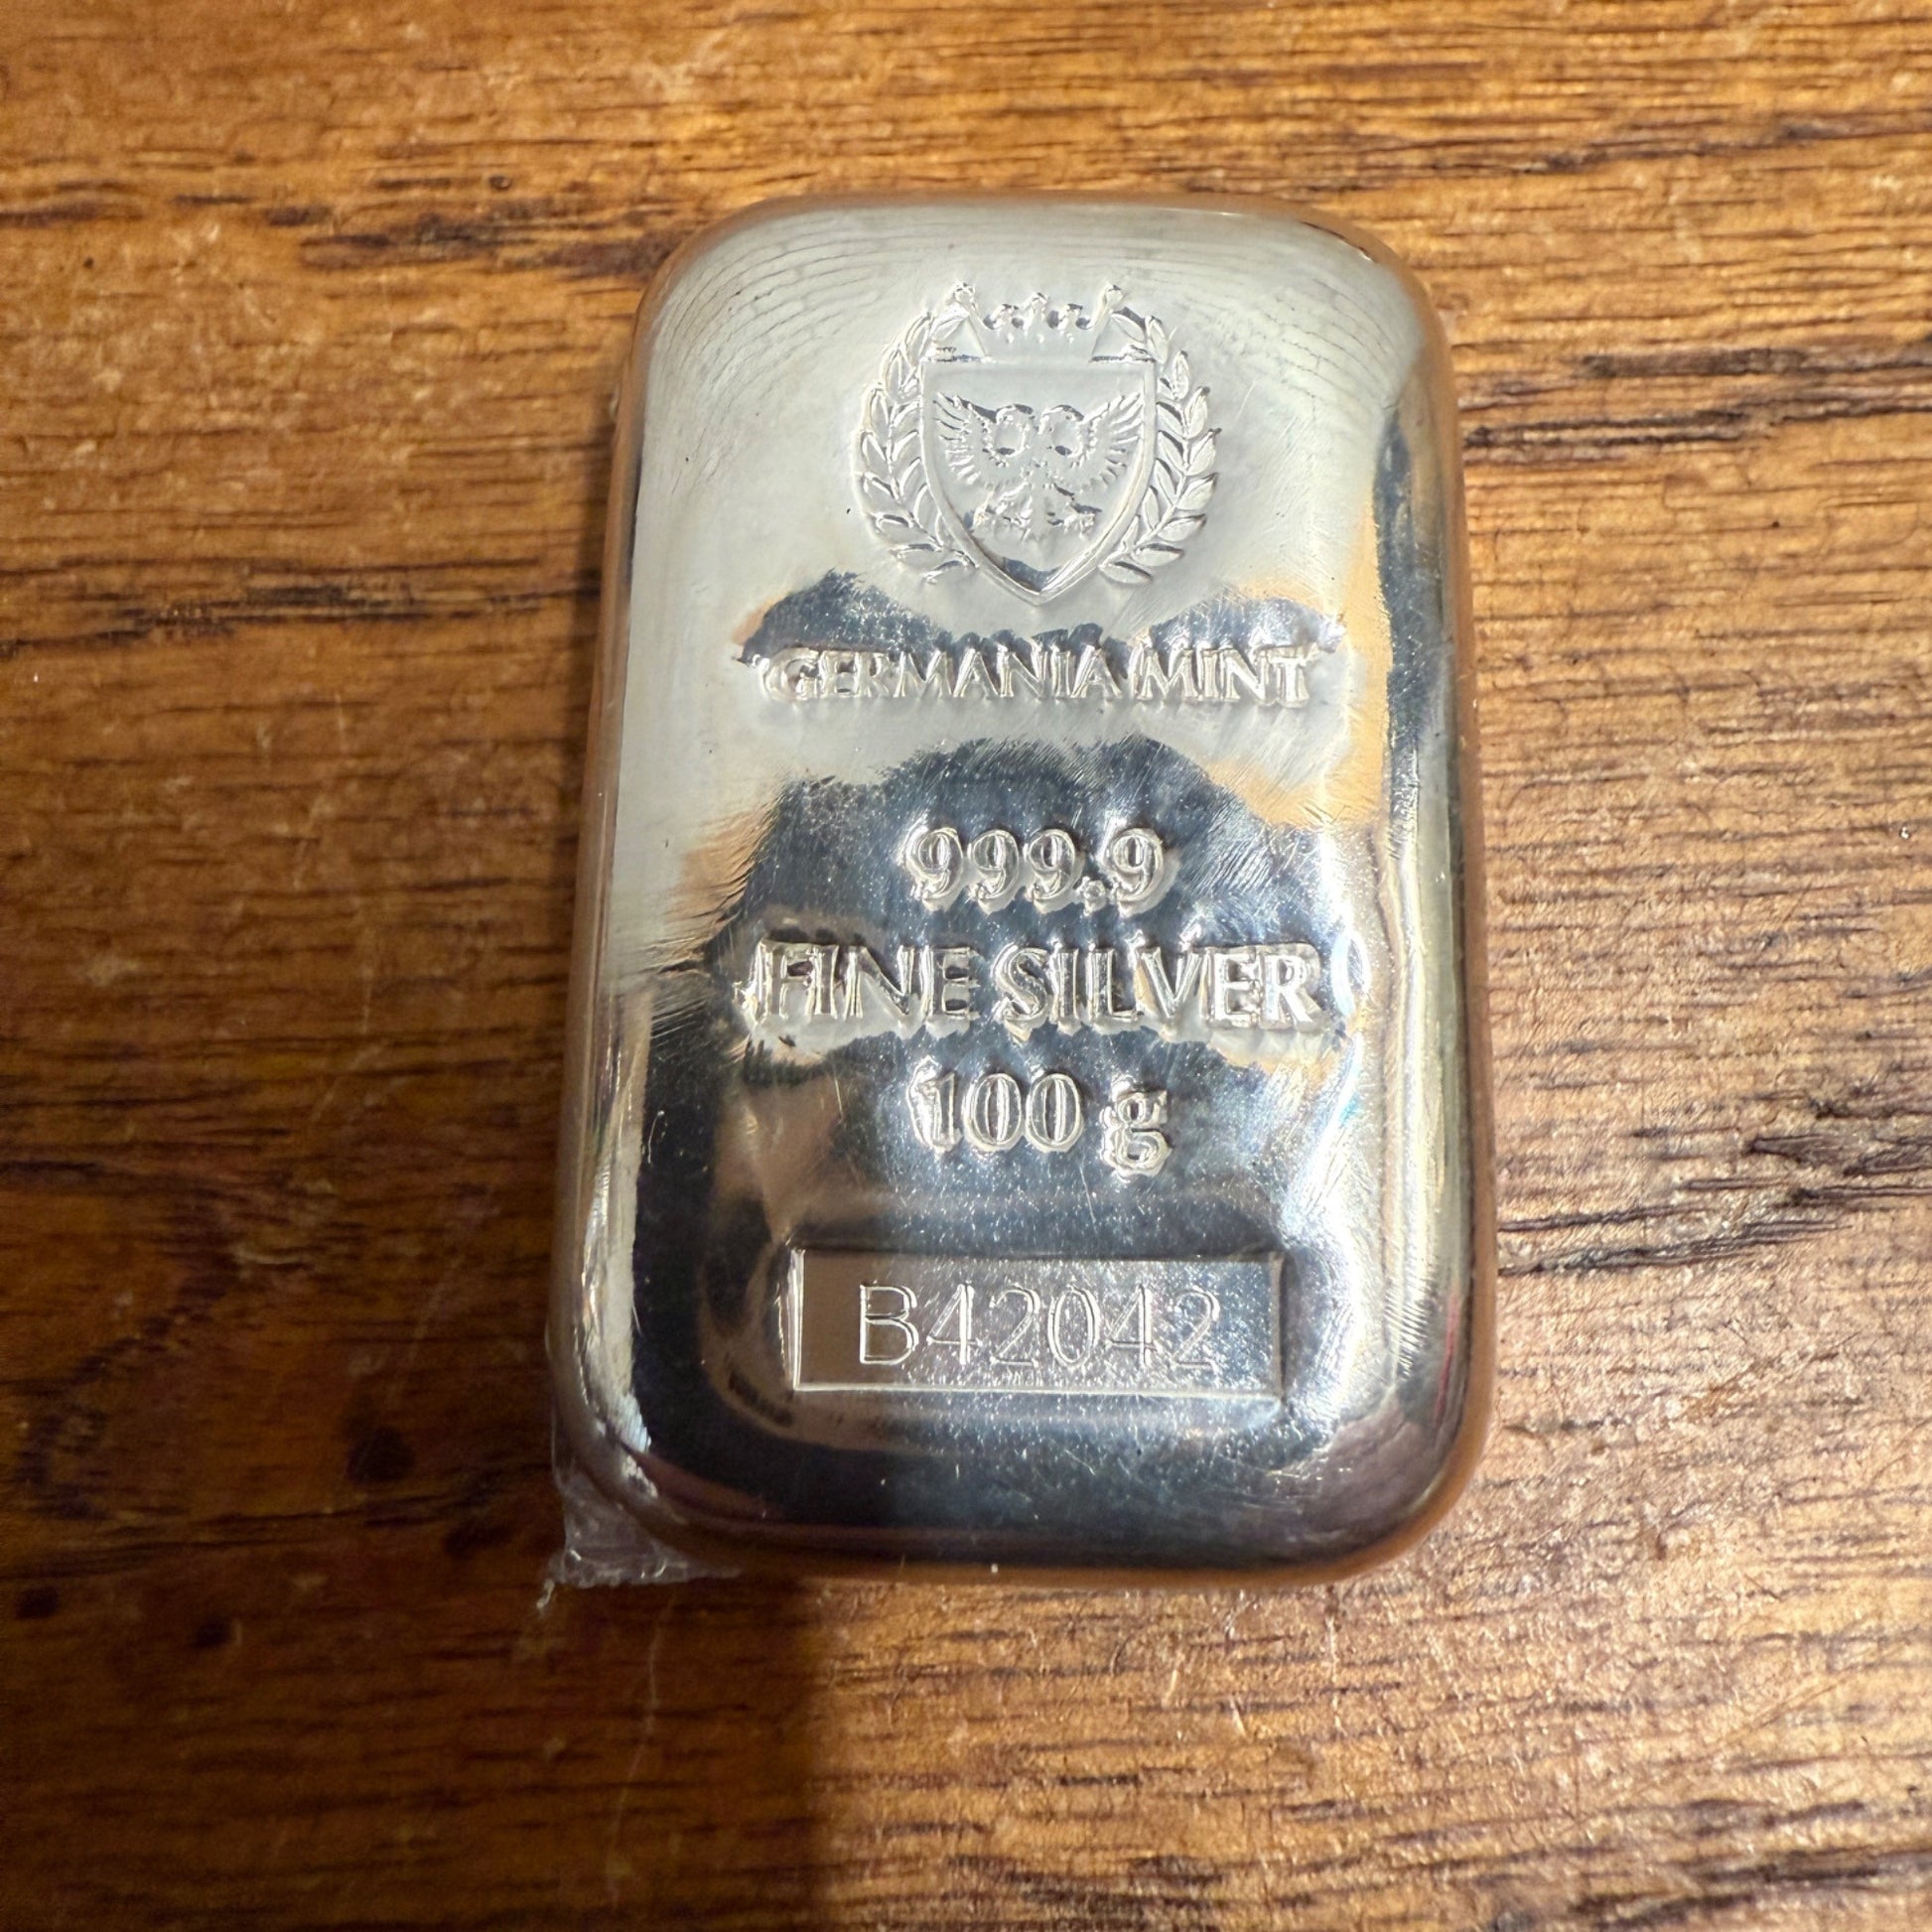 GERMANIA MINT
999.9
FINE SILVER
100 g
B42042